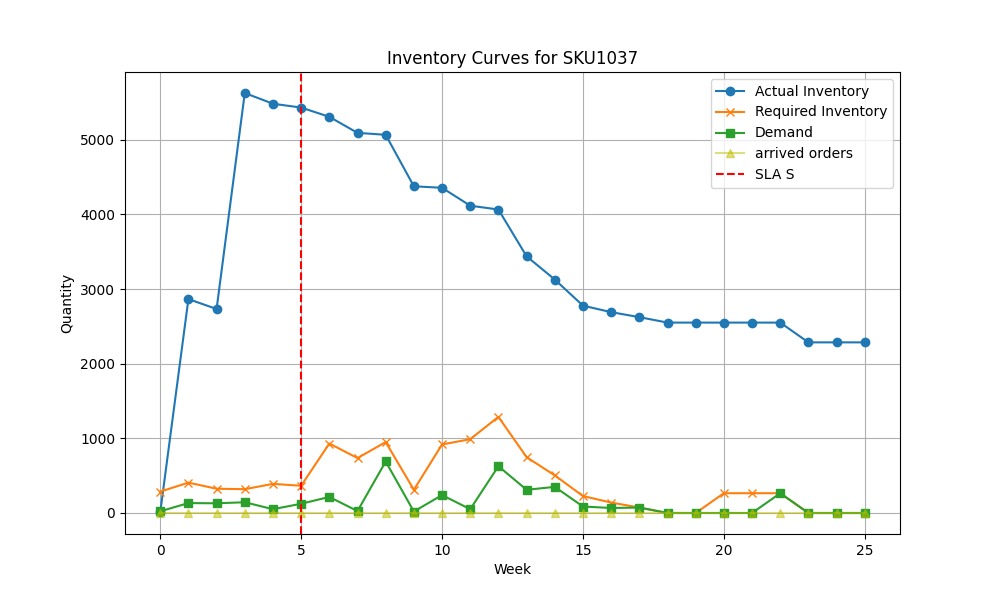 Inventory Curves for SKU1037
Actual Inventory
Required Inventory
Demand
arrived orders
SLA S
Quantity
5000
4000
3000
2000
1000
0
0 5 10 15 20 25
Week